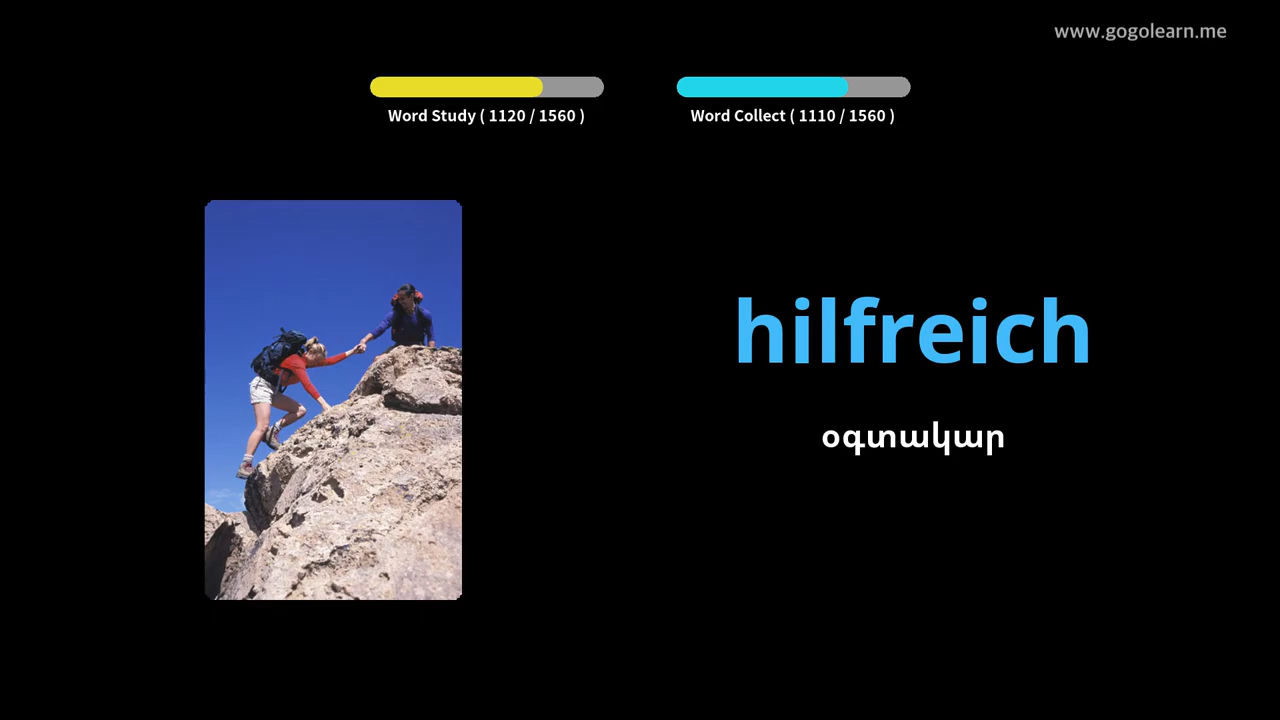 www.gogolearn.me
Word Study ( 1120 / 1560 )
Word Collect ( 1110 / 1560 )
hilfreich
օգտակար